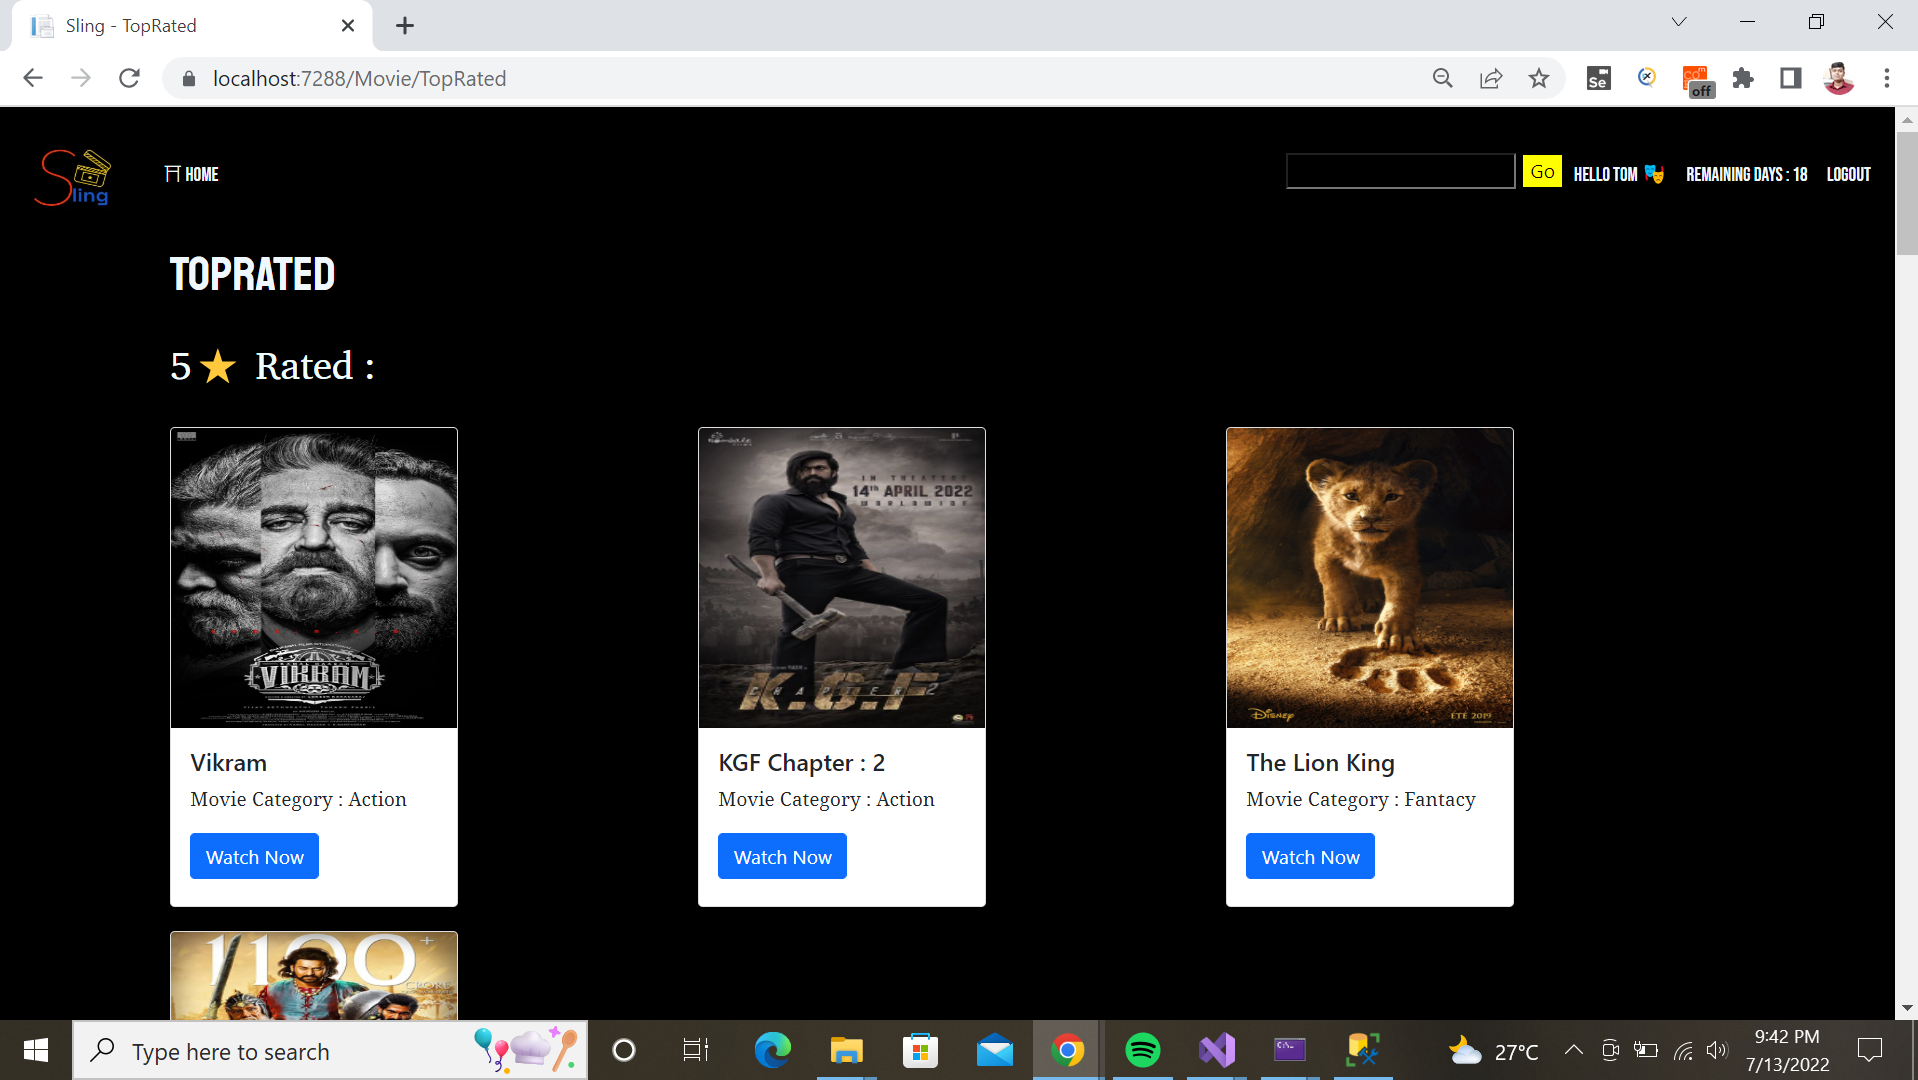 Sling - TopRated
localhost:7288/Movie/TopRated
Se
off
Sling
HOME
Go
HELLO TOM
REMAINING DAYS : 18
LOGOUT
TOPRATED
5 Rated :
VIKRAM
IN THEATERS
14th APRIL 2022
WORLDWIDE
K.G.F
CHAPTER 2
DISNEY
ÉTÉ 2019
Vikram
Movie Category : Action
Watch Now
KGF Chapter : 2
Movie Category : Action
Watch Now
The Lion King
Movie Category : Fantacy
Watch Now
1100+
CRORE
Type here to search
27°C
9:42 PM
7/13/2022